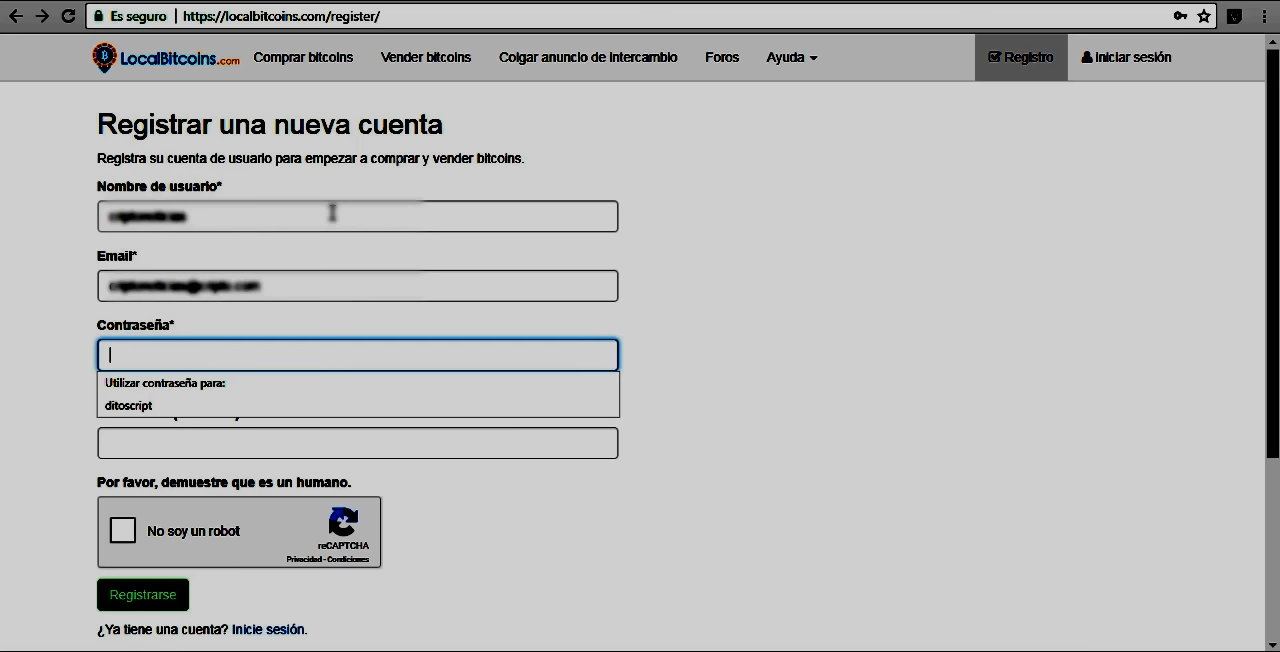 Es seguro | https://localbitcoins.com/register/
LocalBitcoins.com Comprar bitcoins Vender bitcoins Colgar anuncio de intercambio Foros Ayuda Registro Iniciar sesión
Registrar una nueva cuenta
Registra su cuenta de usuario para empezar a comprar y vender bitcoins.
Nombre de usuario*
Email*
Contraseña*
Utilizar contraseña para:
ditoscript
Por favor, demuestre que es un humano.
No soy un robot
reCAPTCHA
Privacidad - Condiciones
Registrarse
¿Ya tiene una cuenta? Inicie sesión.